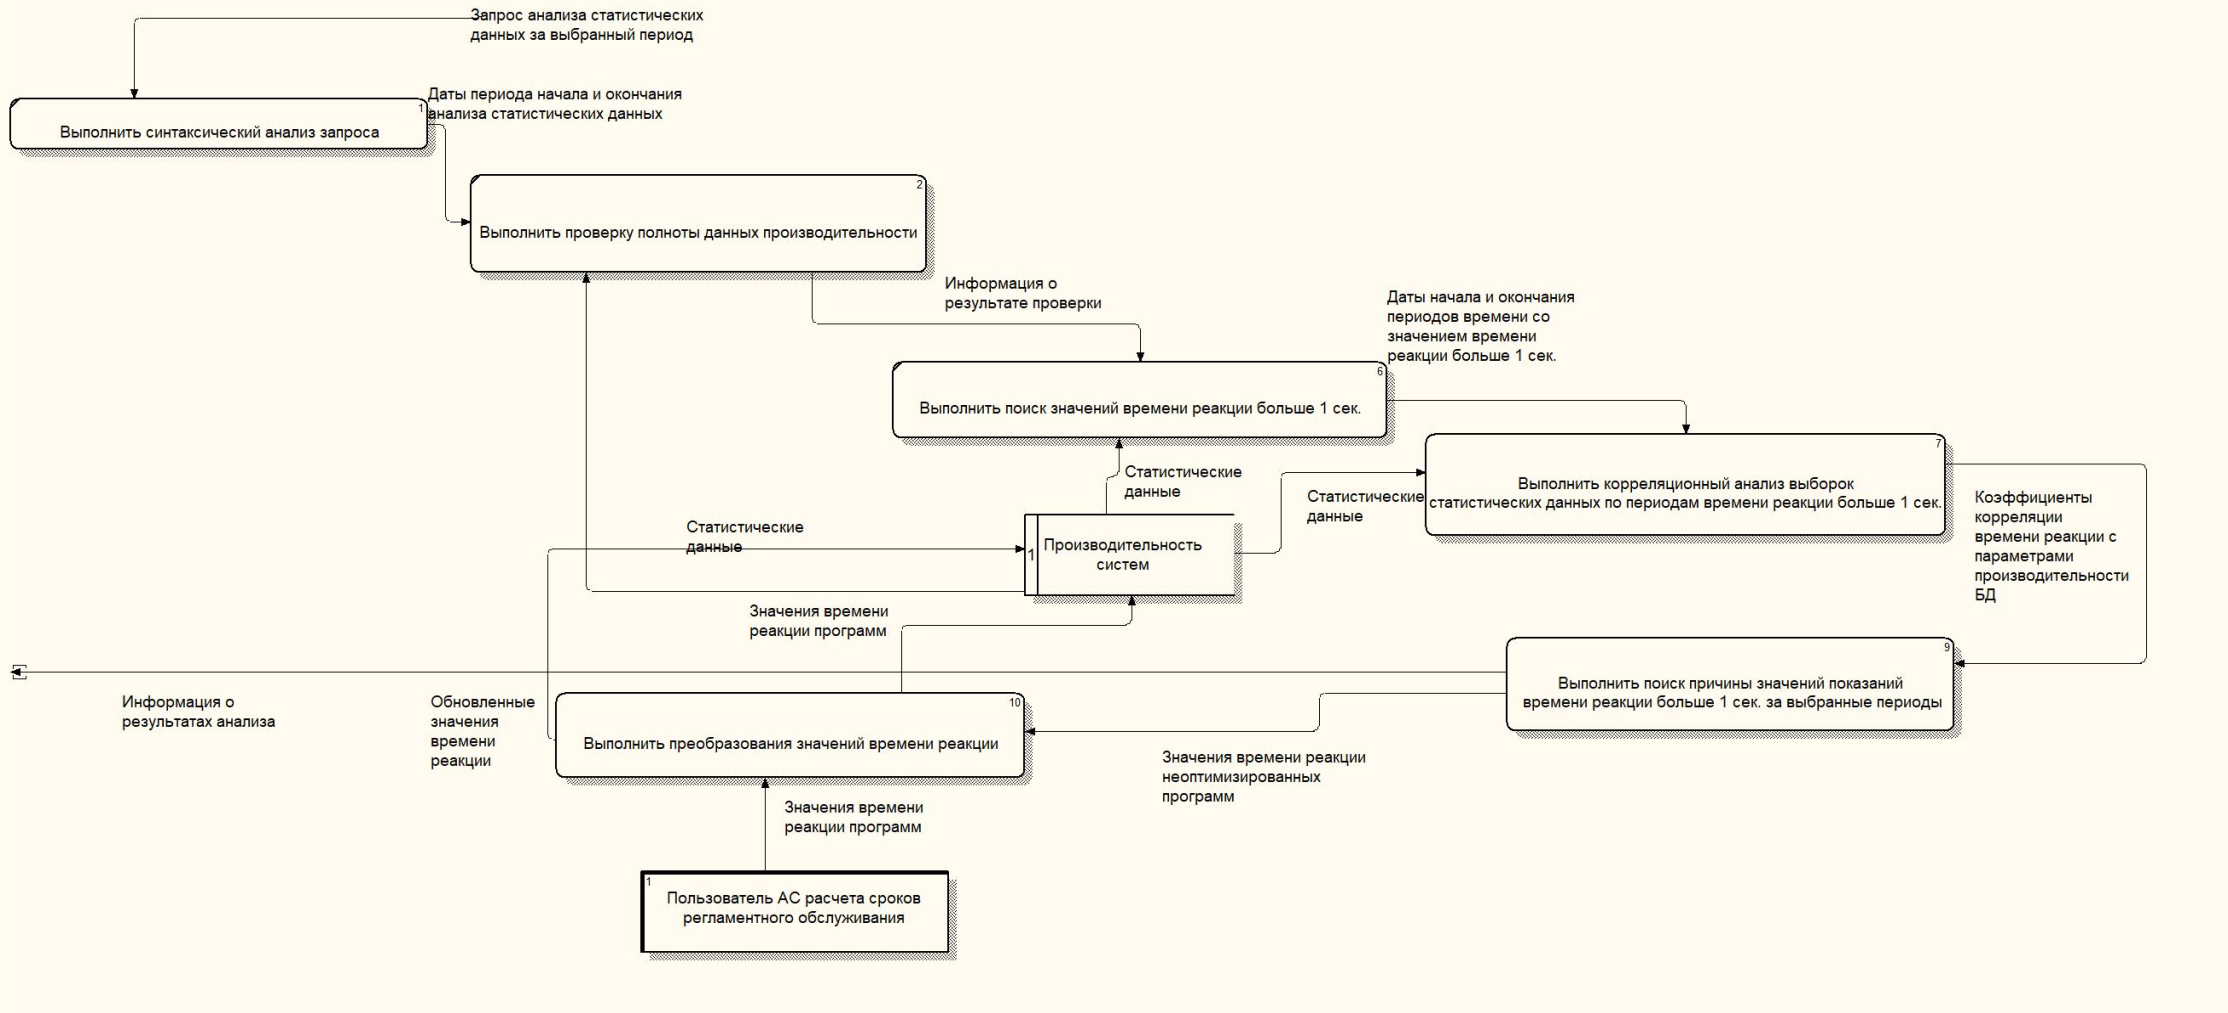 Запрос анализа статистических
данных за выбранный период
Даты периода начала и окончания
анализа статистических данных
1
Выполнить синтаксический анализ запроса
2
Выполнить проверку полноты данных производительности
Информация о
результате проверки
Даты начала и окончания
периодов времени со
значением времени
реакции больше 1 сек.
6
Выполнить поиск значений времени реакции больше 1 сек.
7
Выполнить корреляционный анализ выборок
статистических данных по периодам времени реакции больше 1 сек.
Статистические
данные
Статистические
данные
Коэффициенты
корреляции
времени реакции с
параметрами
производительности
БД
Статистические
данные
1
Производительность
систем
Значения времени
реакции программ
9
Выполнить поиск причины значений показаний
времени реакции больше 1 сек. за выбранные периоды
Информация о
результатах анализа
Обновленные
значения
времени
реакции
10
Выполнить преобразования значений времени реакции
Значения времени реакции
неоптимизированных
программ
Значения времени
реакции программ
1
Пользователь АС расчета сроков
регламентного обслуживания